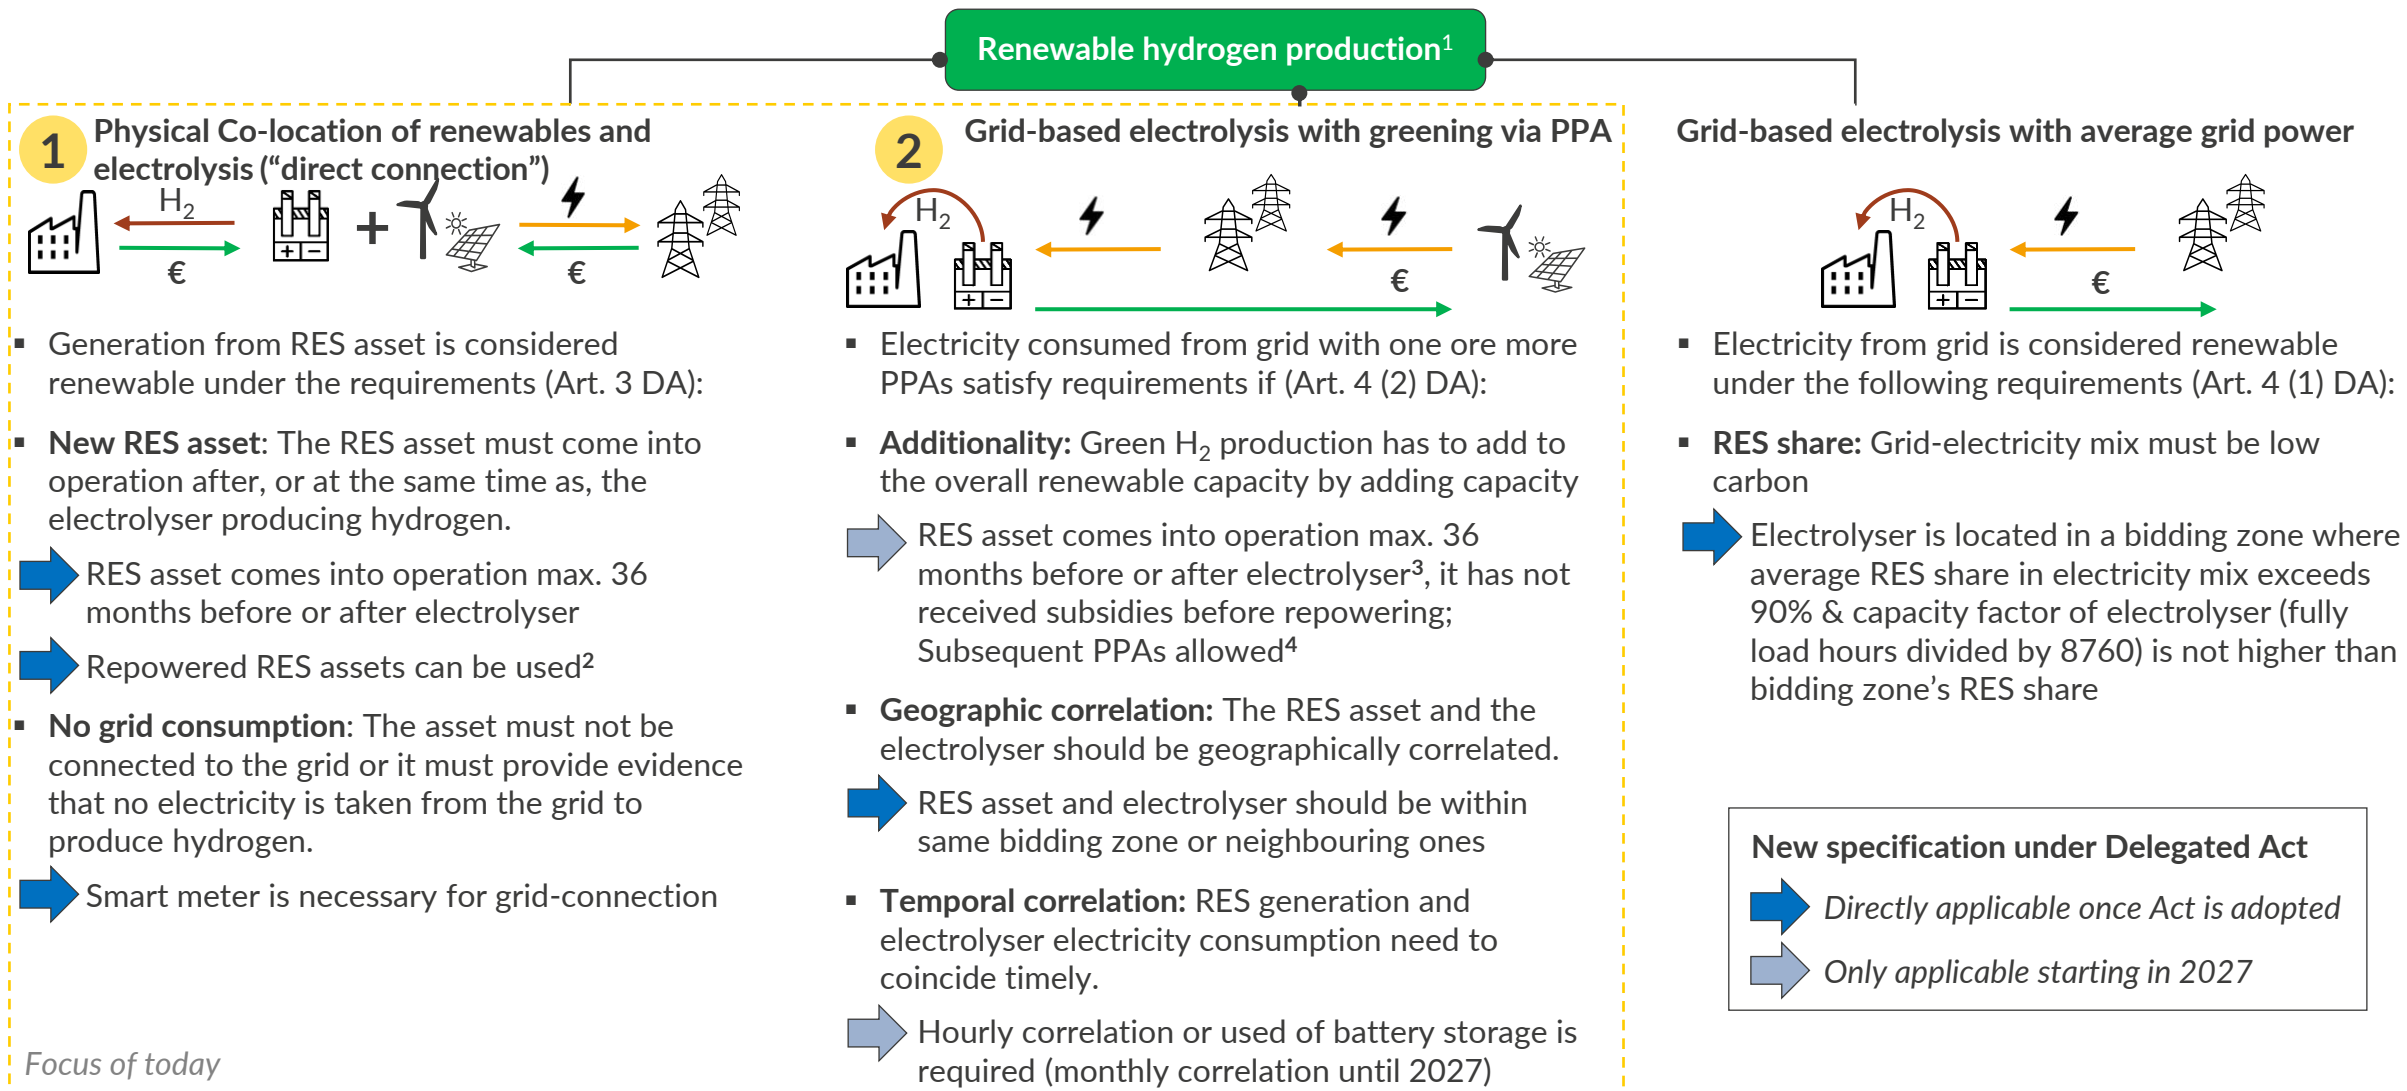 Renewable hydrogen production¹
1
Physical Co-location of renewables and
electrolysis (“direct connection”)
H₂
+
€
€
▪ Generation from RES asset is considered
renewable under the requirements (Art. 3 DA):
▪ New RES asset: The RES asset must come into
operation after, or at the same time as, the
electrolyser producing hydrogen.
RES asset comes into operation max. 36
months before or after electrolyser
Repowered RES assets can be used²
▪ No grid consumption: The asset must not be
connected to the grid or it must provide evidence
that no electricity is taken from the grid to
produce hydrogen.
Smart meter is necessary for grid-connection
Focus of today
2
Grid-based electrolysis with greening via PPA
H₂
€
▪ Electricity consumed from grid with one ore more
PPAs satisfy requirements if (Art. 4 (2) DA):
▪ Additionality: Green H₂ production has to add to
the overall renewable capacity by adding capacity
RES asset comes into operation max. 36
months before or after electrolyser³, it has not
received subsidies before repowering;
Subsequent PPAs allowed⁴
▪ Geographic correlation: The RES asset and the
electrolyser should be geographically correlated.
RES asset and electrolyser should be within
same bidding zone or neighbouring ones
▪ Temporal correlation: RES generation and
electrolyser electricity consumption need to
coincide timely.
Hourly correlation or used of battery storage is
required (monthly correlation until 2027)
Grid-based electrolysis with average grid power
H₂
€
▪ Electricity from grid is considered renewable
under the following requirements (Art. 4 (1) DA):
▪ RES share: Grid-electricity mix must be low
carbon
Electrolyser is located in a bidding zone where
average RES share in electricity mix exceeds
90% & capacity factor of electrolyser (fully
load hours divided by 8760) is not higher than
bidding zone’s RES share
New specification under Delegated Act
Directly applicable once Act is adopted
Only applicable starting in 2027